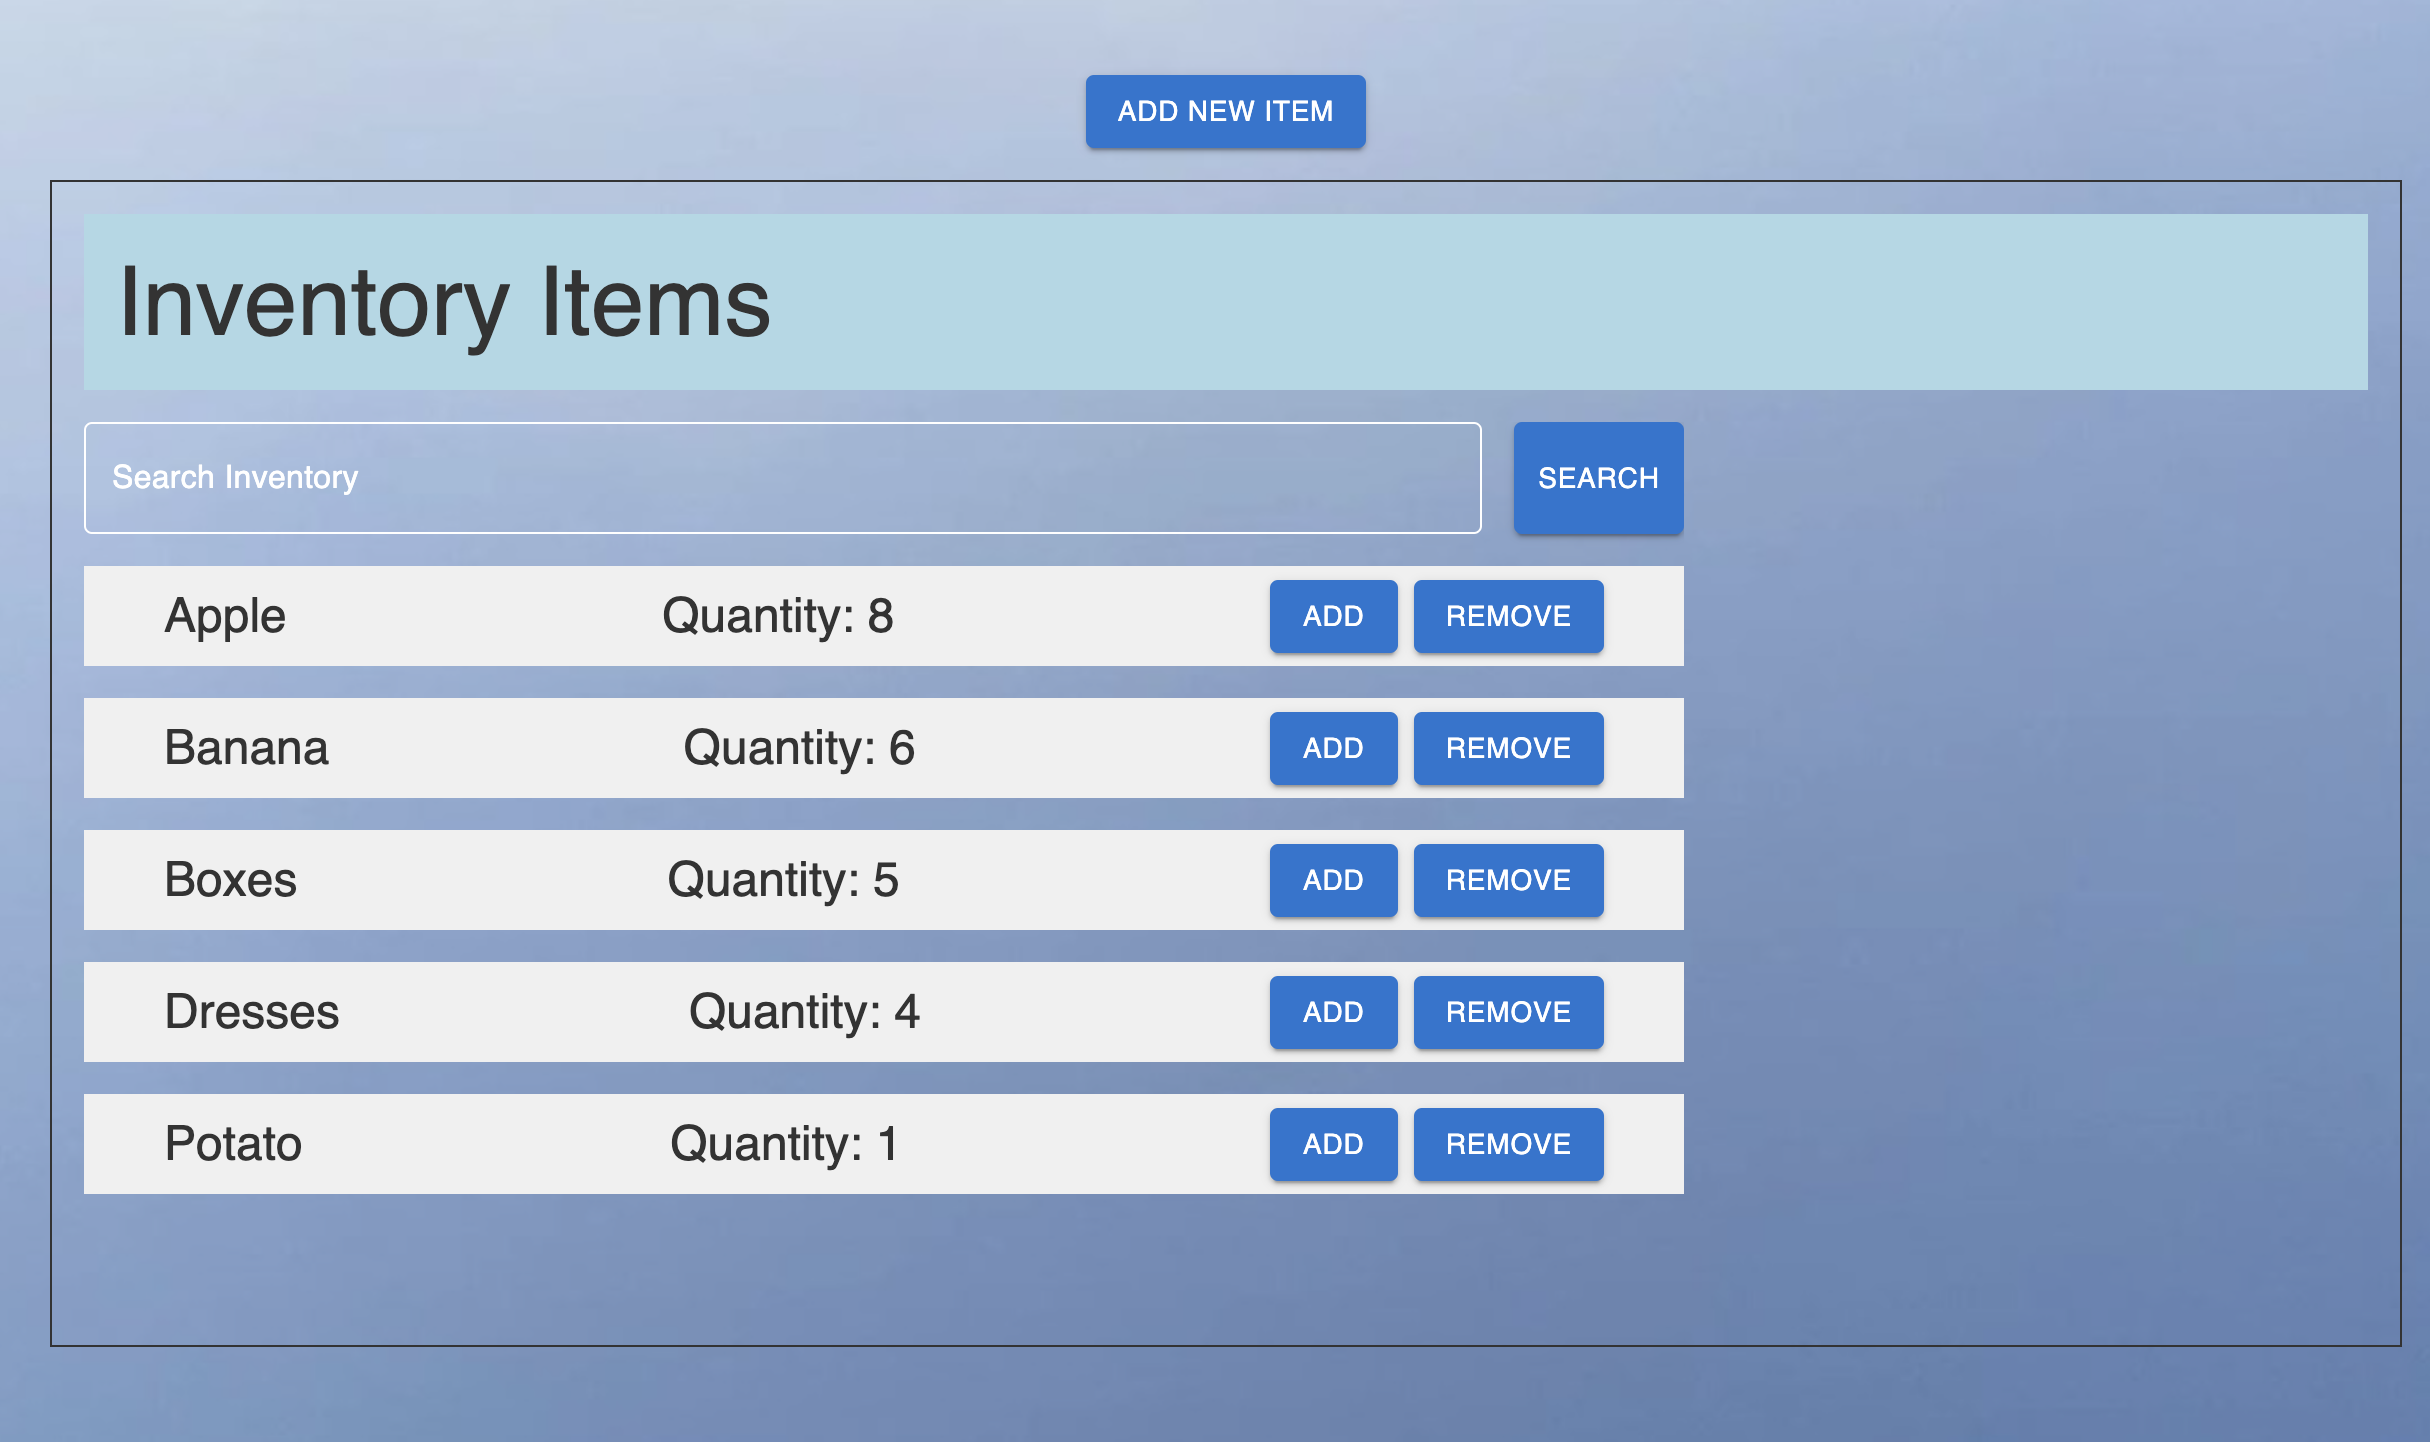 ADD NEW ITEM
Inventory Items
Search Inventory SEARCH
Apple Quantity: 8 ADD REMOVE
Banana Quantity: 6 ADD REMOVE
Boxes Quantity: 5 ADD REMOVE
Dresses Quantity: 4 ADD REMOVE
Potato Quantity: 1 ADD REMOVE